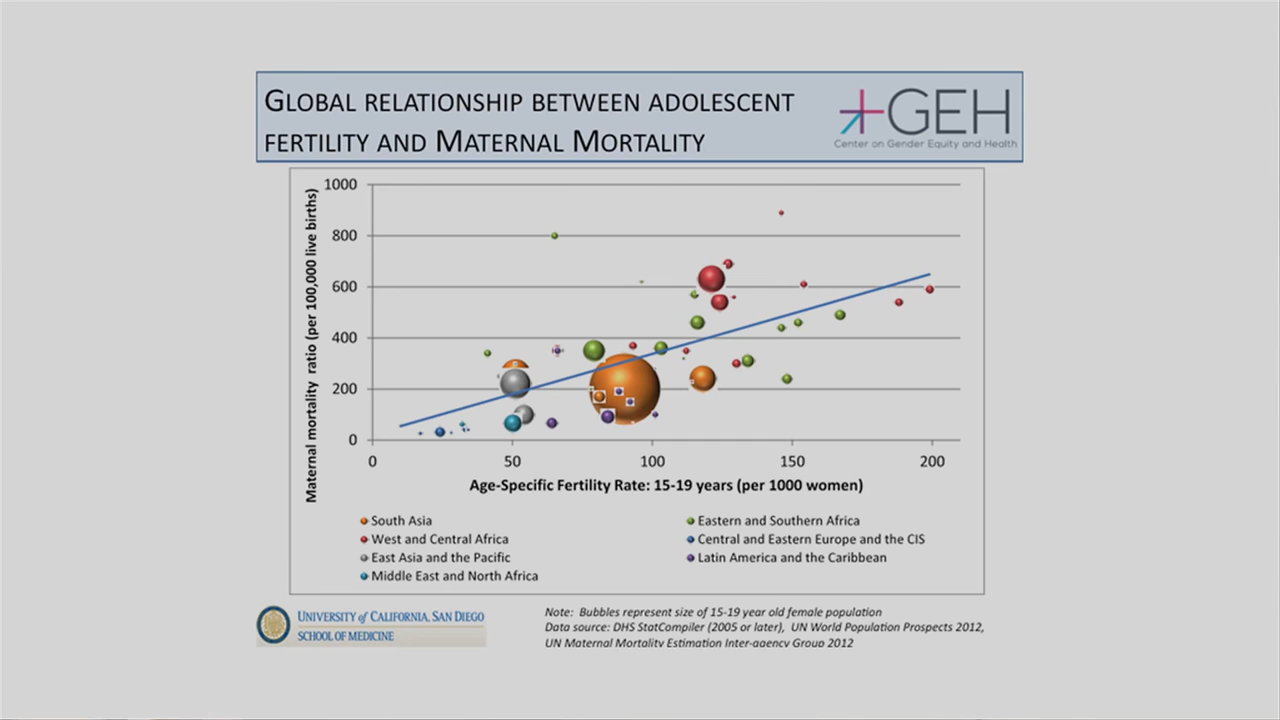 GLOBAL RELATIONSHIP BETWEEN ADOLESCENT
FERTILITY AND MATERNAL MORTALITY
GEH
Center on Gender Equity and Health
Maternal mortality ratio (per 100,000 live births)
1000
800
600
400
200
0
0 50 100 150 200
Age-Specific Fertility Rate: 15-19 years (per 1000 women)
South Asia
Eastern and Southern Africa
West and Central Africa
Central and Eastern Europe and the CIS
East Asia and the Pacific
Latin America and the Caribbean
Middle East and North Africa
UNIVERSITY of CALIFORNIA, SAN DIEGO
SCHOOL OF MEDICINE
Note: Bubbles represent size of 15-19 year old female population
Data source: DHS StatCompiler (2005 or later), UN World Population Prospects 2012,
UN Maternal Mortality Estimation Inter-agency Group 2012